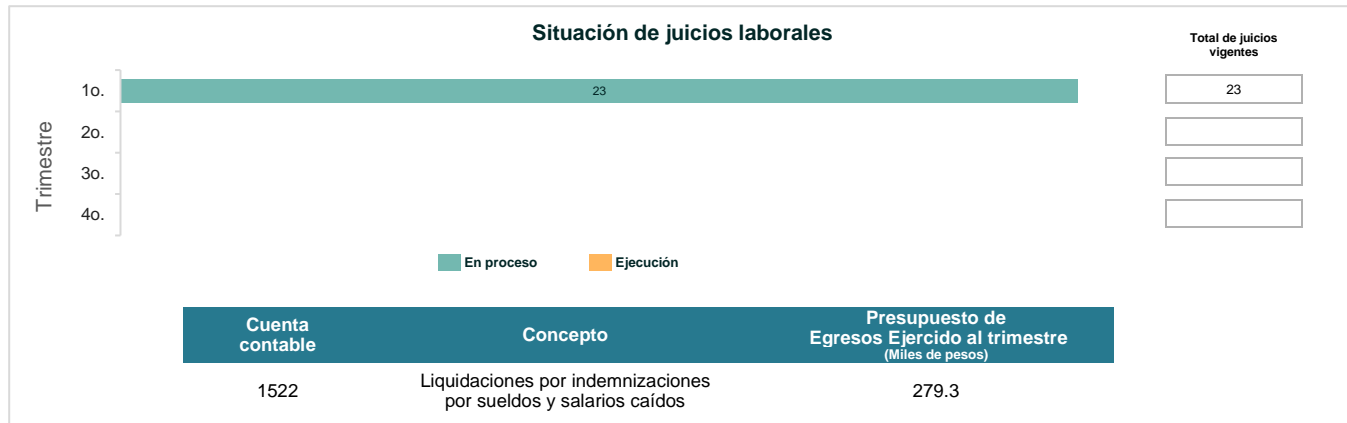 Situación de juicios laborales
Total de juicios
vigentes
Trimestre
1o.
23
23
2o.
3o.
4o.
En proceso
Ejecución
Cuenta
contable
Concepto
Presupuesto de
Egresos Ejercido al trimestre
(Miles de pesos)
1522
Liquidaciones por indemnizaciones
por sueldos y salarios caídos
279.3